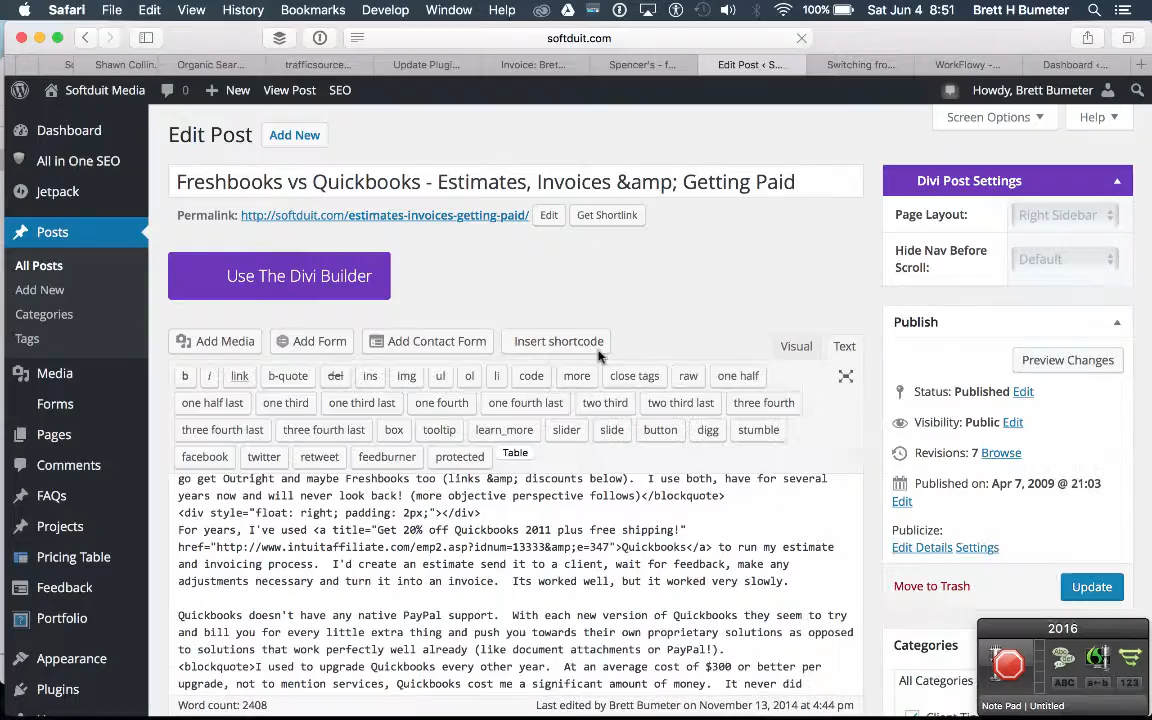 Safari File Edit View History Bookmarks Develop Window Help 100% Sat Jun 4 8:51 Brett H Bumeter
softduit.com
Sc Shawn Collin... Organic Sear... trafficsource... Update Plugi... Invoice: Bret... Spencer's - f... Edit Post < S... Switching fro... WorkFlowy -... Dashboard <...
Softduit Media 0 + New View Post SEO Howdy, Brett Bumeter
Screen Options ▼ Help ▼
Dashboard
All in One SEO
Jetpack
Posts
All Posts
Add New
Categories
Tags
Media
Forms
Pages
Comments
FAQs
Projects
Pricing Table
Feedback
Portfolio
Appearance
Plugins
Edit Post Add New
Freshbooks vs Quickbooks - Estimates, Invoices &amp; Getting Paid
Permalink: http://softduit.com/estimates-invoices-getting-paid/ Edit Get Shortlink
Use The Divi Builder
Add Media Add Form Add Contact Form Insert shortcode Visual Text
b i link b-quote del ins img ul ol li code more close tags raw one half
one half last one third one third last one fourth one fourth last two third two third last three fourth
three fourth last three fourth last box tooltip learn_more slider slide button digg stumble
facebook twitter retweet feedburner protected Table
go get Outright and maybe Freshbooks too (links &amp; discounts below).  I use both, have for several
years now and will never look back! (more objective perspective follows)</blockquote>
<div style="float: right; padding: 2px;"></div>
For years, I've used <a title="Get 20% off Quickbooks 2011 plus free shipping!"
href="http://www.intuitaffiliate.com/emp2.asp?idnum=13333&amp;e=347">Quickbooks</a> to run my estimate
and invoicing process.  I'd create an estimate send it to a client, wait for feedback, make any
adjustments necessary and turn it into an invoice.  Its worked well, but it worked very slowly.
Quickbooks doesn't have any native PayPal support.  With each new version of Quickbooks they seem to try
and bill you for every little extra thing and push you towards their own proprietary solutions as opposed
to solutions that work perfectly well already (like document attachments or PayPal!).
<blockquote>I used to upgrade Quickbooks every other year.  At an average cost of $300 or better per
upgrade, not to mention services, Quickbooks cost me a significant amount of money.  It never did
Word count: 2408 Last edited by Brett Bumeter on November 13, 2014 at 4:44 pm
Divi Post Settings
Page Layout: Right Sidebar
Hide Nav Before
Scroll:
Default
Publish
Preview Changes
Status: Published Edit
Visibility: Public Edit
Revisions: 7 Browse
Published on: Apr 7, 2009 @ 21:03
Edit
Publicize:
Edit Details Settings
Move to Trash Update
Categories
All Categories
2016
Abc def
ABC a↔b 123
Note Pad | Untitled